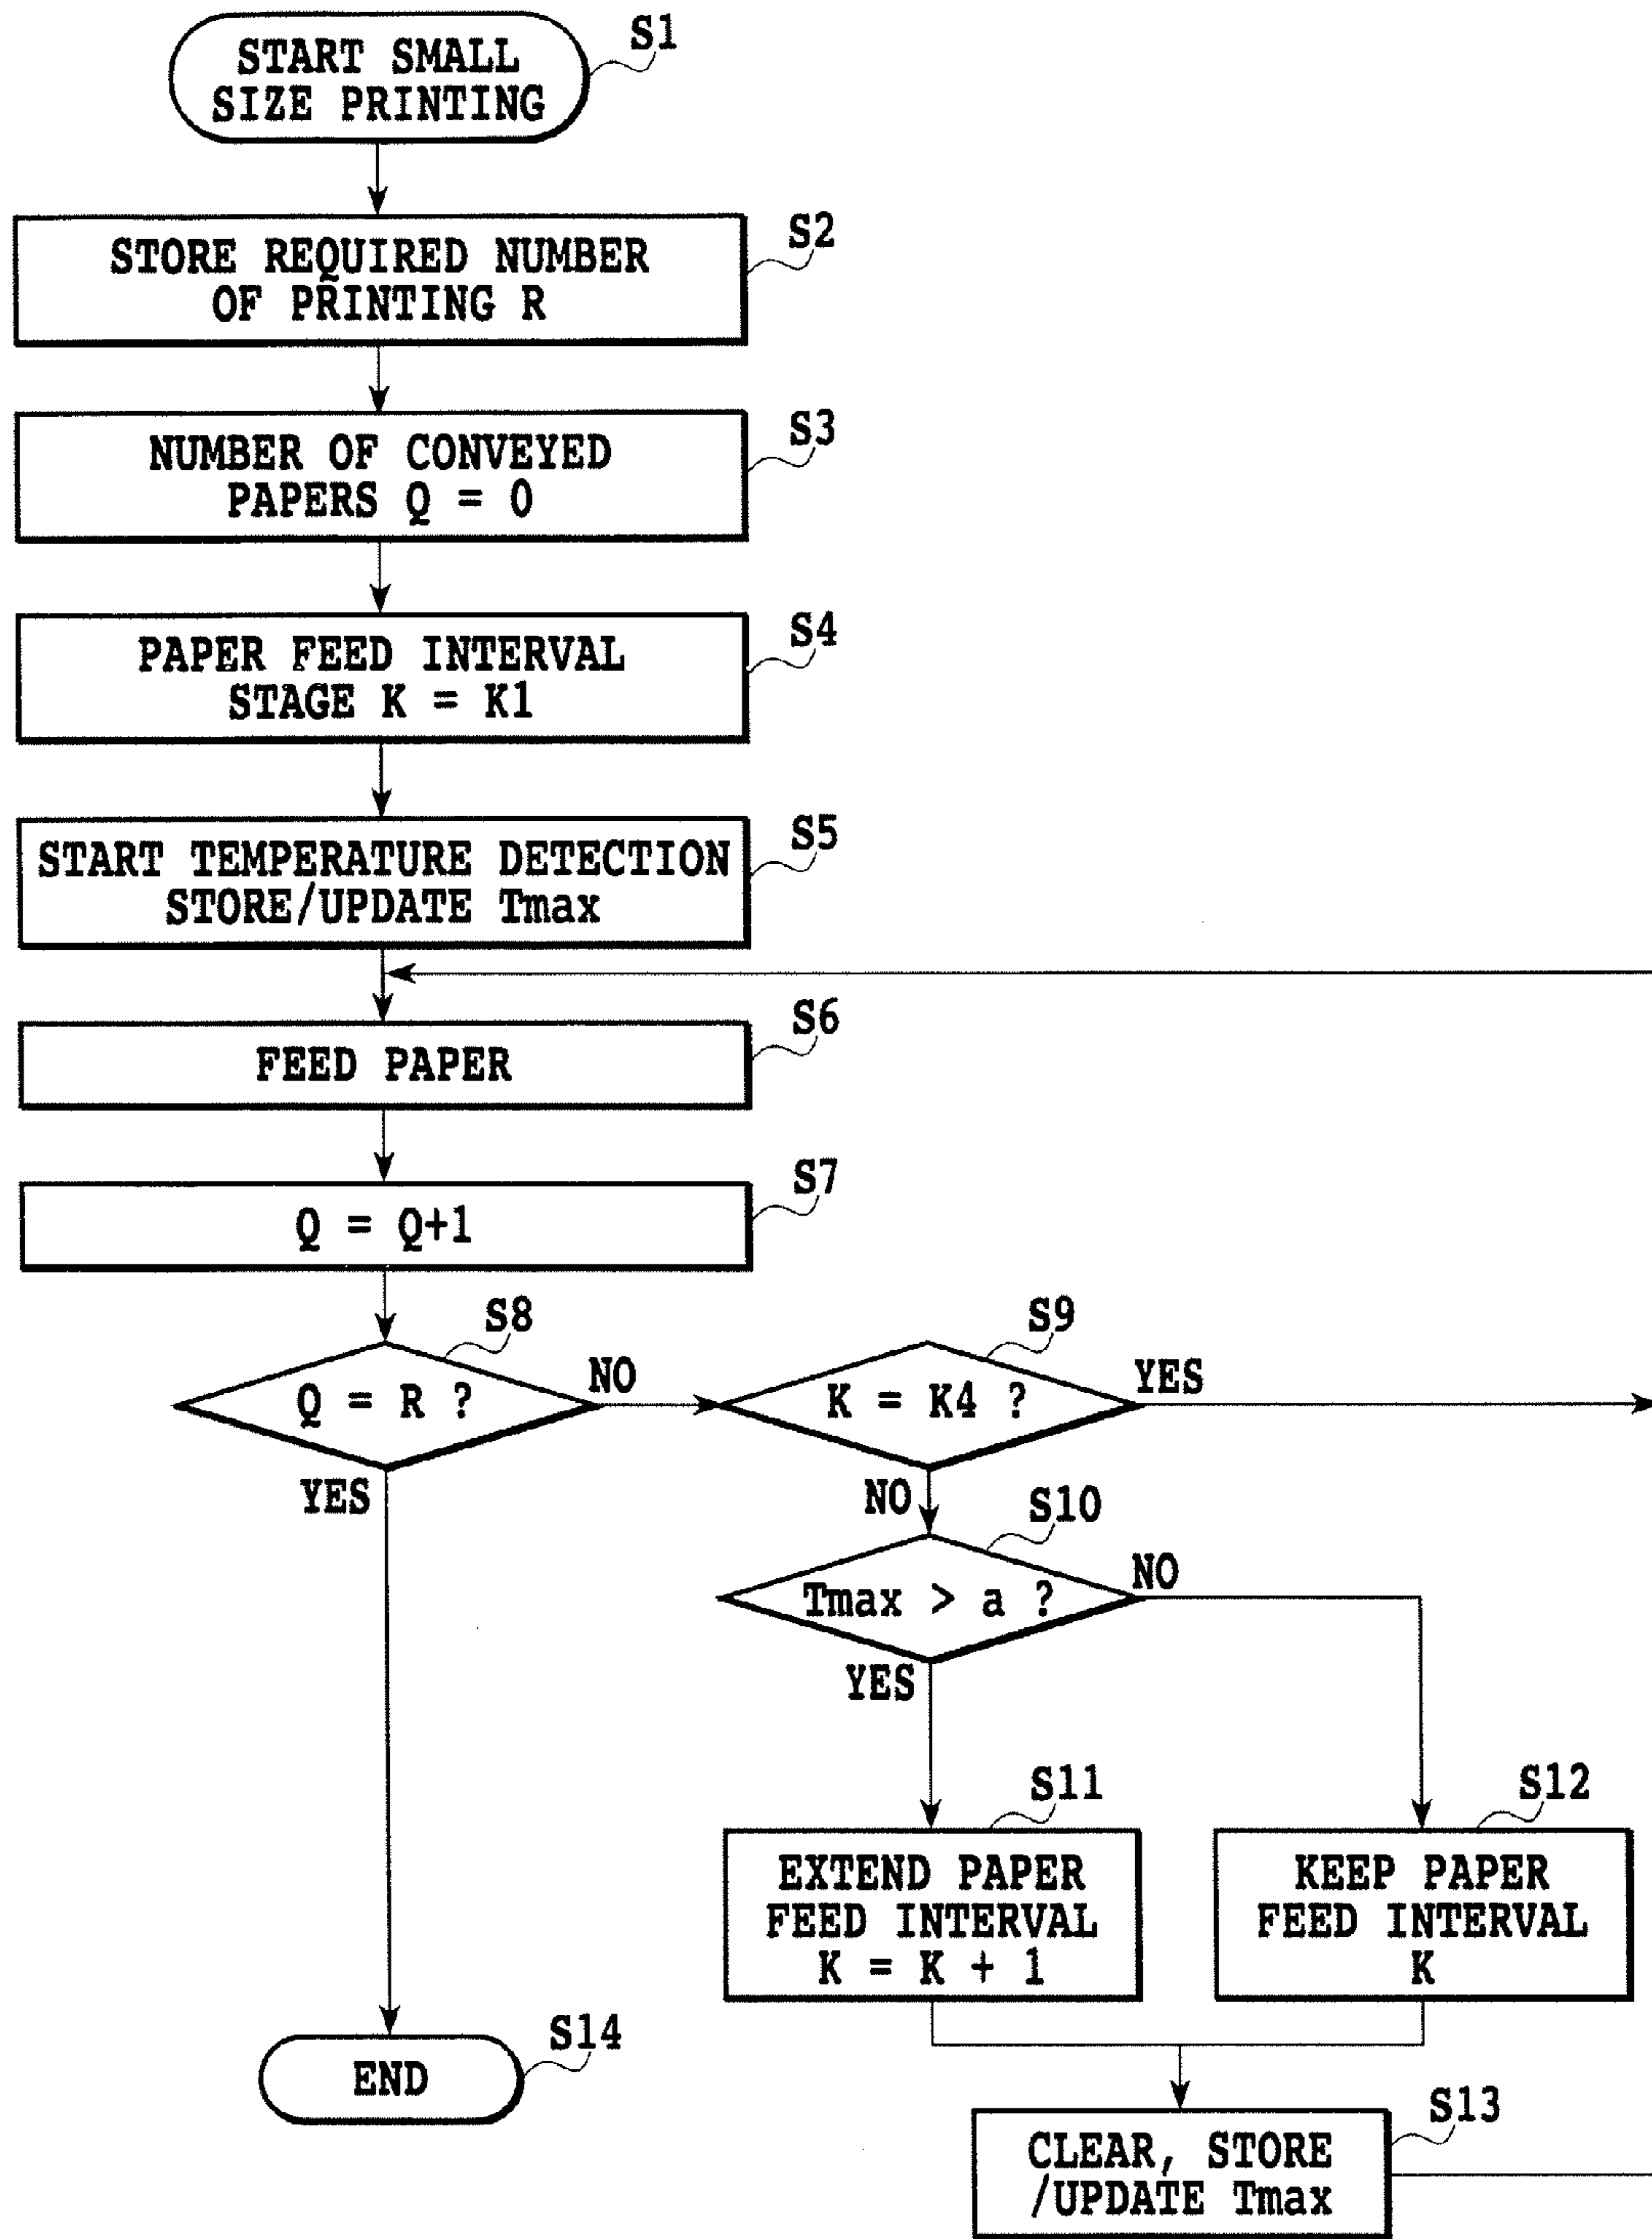 START SMALL
SIZE PRINTING
S1
STORE REQUIRED NUMBER
OF PRINTING R
S2
NUMBER OF CONVEYED
PAPERS Q = 0
S3
PAPER FEED INTERVAL
STAGE K = K1
S4
START TEMPERATURE DETECTION
STORE/UPDATE Tmax
S5
FEED PAPER
S6
Q = Q+1
S7
Q = R ?
S8
NO
YES
K = K4 ?
S9
YES
NO
Tmax > a ?
S10
NO
YES
EXTEND PAPER
FEED INTERVAL
K = K + 1
S11
KEEP PAPER
FEED INTERVAL
K
S12
END
S14
CLEAR, STORE
/UPDATE Tmax
S13